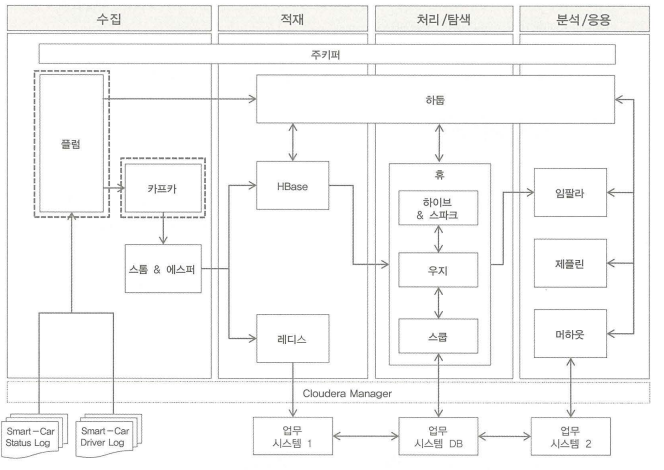 수집
적재
처리/탐색
분석/응용
주키퍼
하둡
플럼
카프카
HBase
휴
하이브
& 스파크
임팔라
스톰 & 에스퍼
우지
제플린
레디스
스쿱
머하웃
Cloudera Manager
Smart-Car
Status Log
Smart-Car
Driver Log
업무
시스템 1
업무
시스템 DB
업무
시스템 2